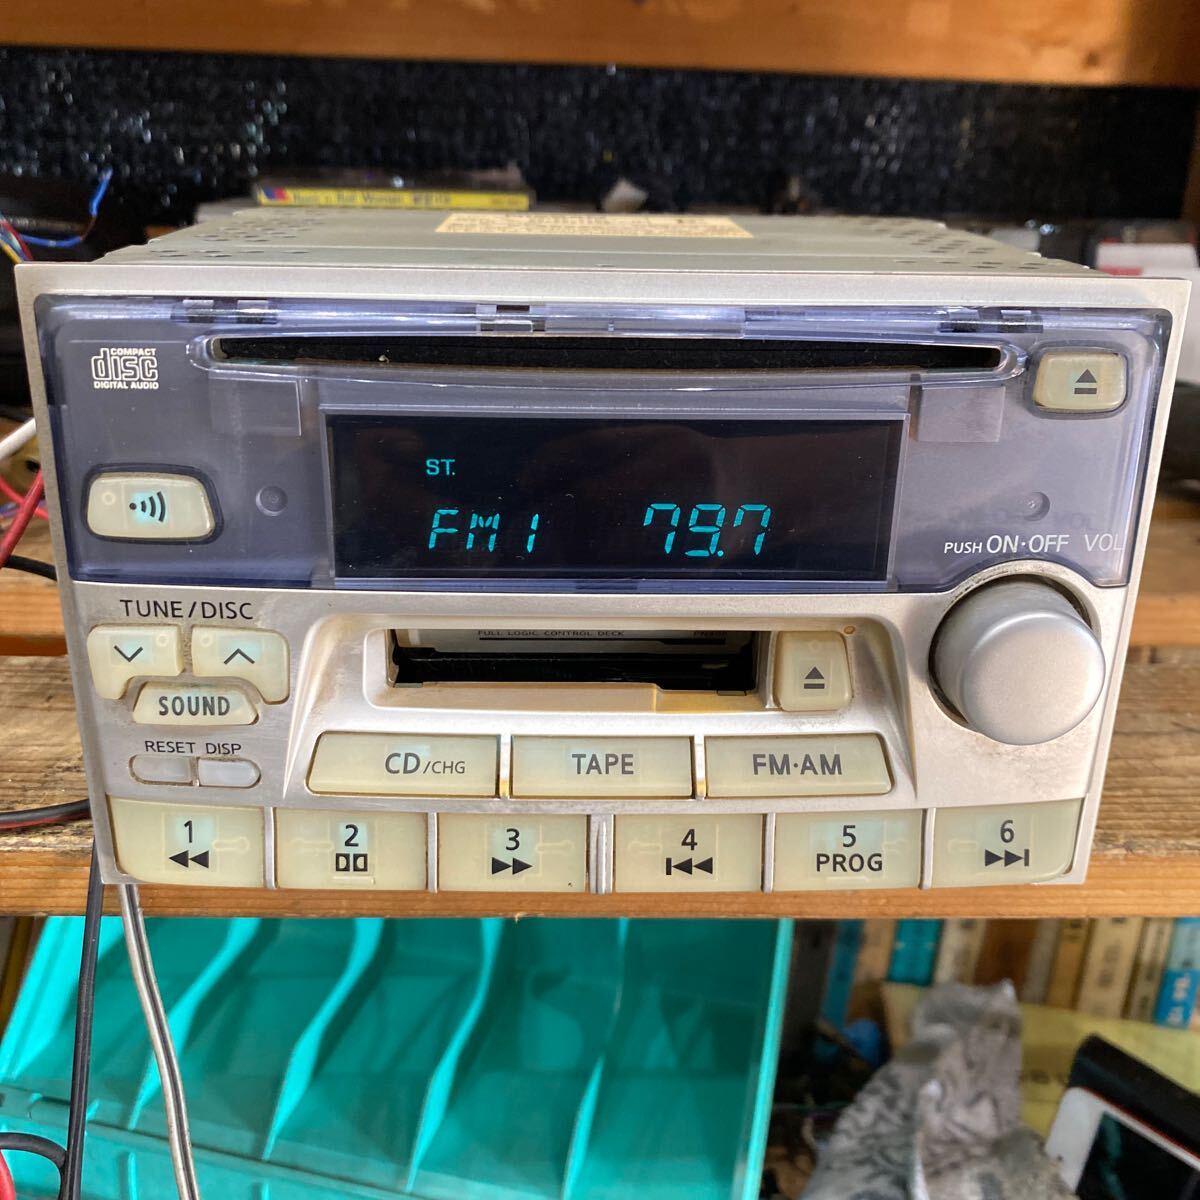 COMPACT
disc
DIGITAL AUDIO
ST.
FM1 79.7
PUSH ON·OFF VOL
TUNE/DISC
FULL LOGIC CONTROL DECK
SOUND
RESET DISP
CD/CHG TAPE FM·AM
1 2 3 4 5 6
PROG